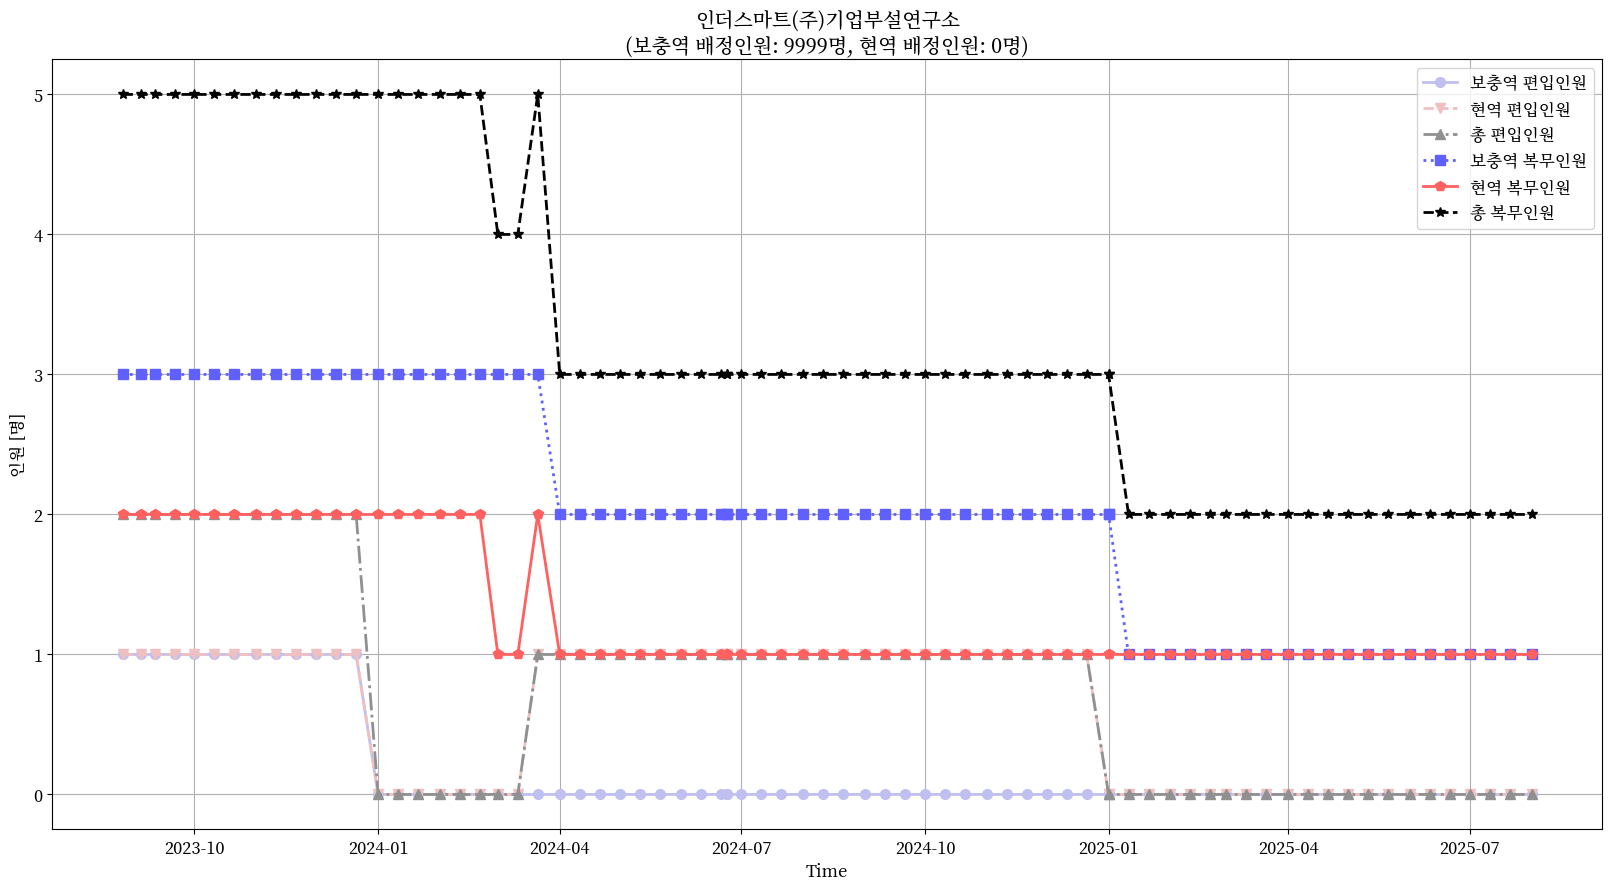 인더스마트(주)기업부설연구소
(보충역 배정인원: 9999명, 현역 배정인원: 0명)
보충역 편입인원
현역 편입인원
총 편입인원
보충역 복무인원
현역 복무인원
총 복무인원
인원 [명]
5
4
3
2
1
0
2023-10
2024-01
2024-04
2024-07
2024-10
2025-01
2025-04
2025-07
Time